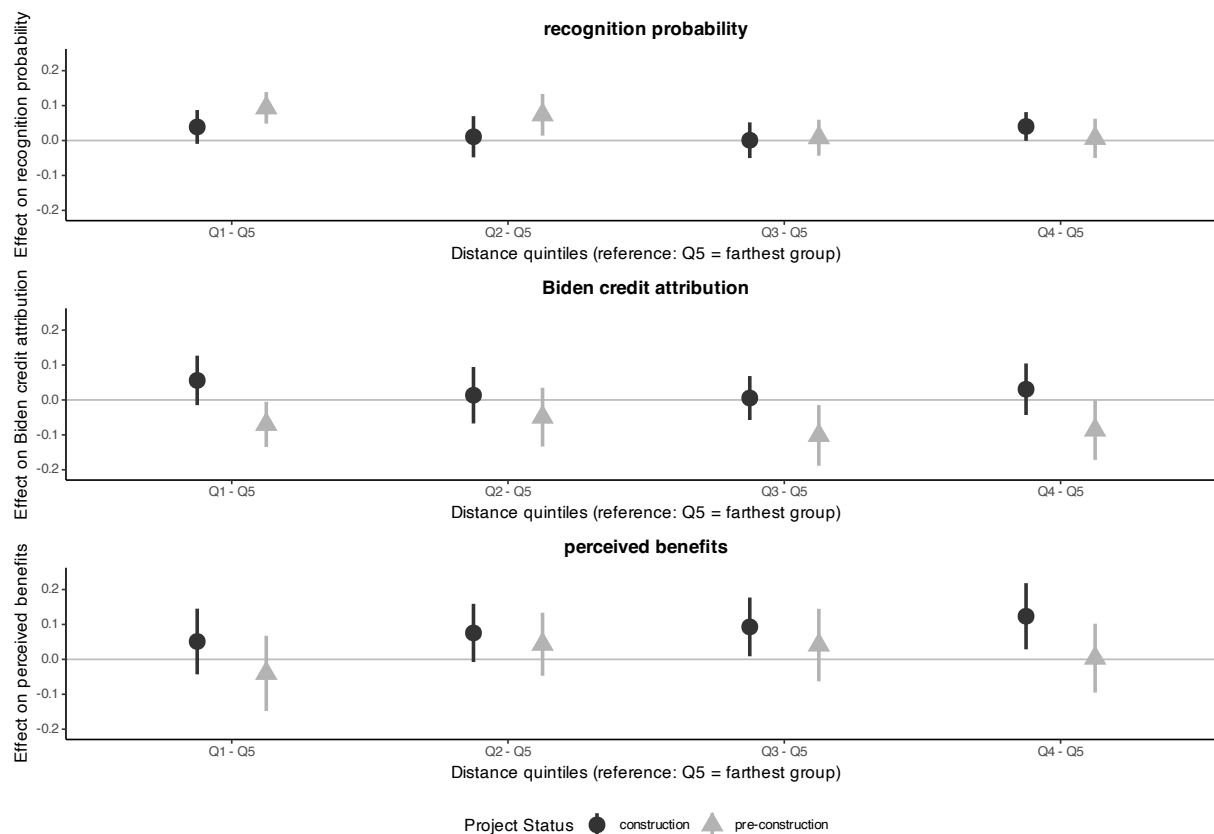 recognition probability
Effect on recognition probability
0.2
0.1
0.0
-0.1
-0.2
Q1 - Q5 Q2 - Q5 Q3 - Q5 Q4 - Q5
Distance quintiles (reference: Q5 = farthest group)
Biden credit attribution
Effect on Biden credit attribution
0.2
0.1
0.0
-0.1
-0.2
Q1 - Q5 Q2 - Q5 Q3 - Q5 Q4 - Q5
Distance quintiles (reference: Q5 = farthest group)
perceived benefits
Effect on perceived benefits
0.2
0.1
0.0
-0.1
-0.2
Q1 - Q5 Q2 - Q5 Q3 - Q5 Q4 - Q5
Distance quintiles (reference: Q5 = farthest group)
Project Status construction pre-construction